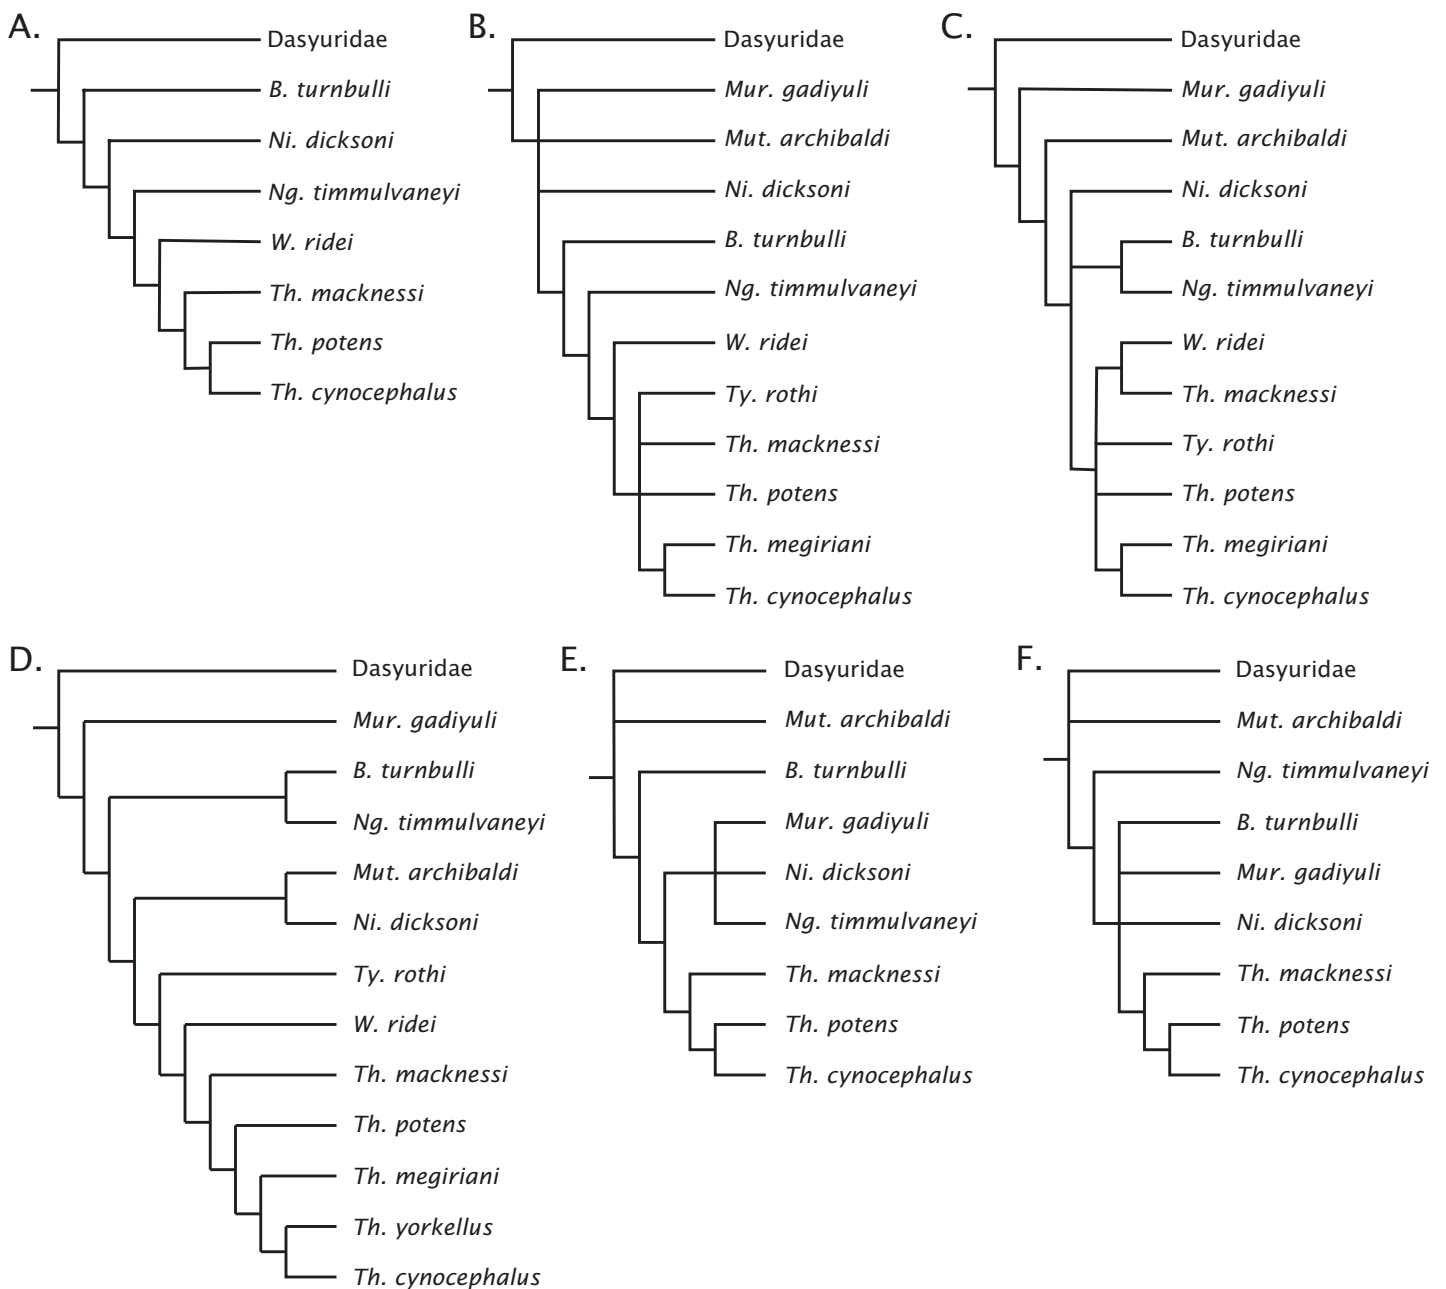 A.
Dasyuridae
B. turnbulli
Ni. dicksoni
Ng. timmulvaneyi
W. ridei
Th. macknessi
Th. potens
Th. cynocephalus
B.
Dasyuridae
Mur. gadiyuli
Mut. archibaldi
Ni. dicksoni
B. turnbulli
Ng. timmulvaneyi
W. ridei
Ty. rothi
Th. macknessi
Th. potens
Th. megiriani
Th. cynocephalus
C.
Dasyuridae
Mur. gadiyuli
Mut. archibaldi
Ni. dicksoni
B. turnbulli
Ng. timmulvaneyi
W. ridei
Th. macknessi
Ty. rothi
Th. potens
Th. megiriani
Th. cynocephalus
D.
Dasyuridae
Mur. gadiyuli
B. turnbulli
Ng. timmulvaneyi
Mut. archibaldi
Ni. dicksoni
Ty. rothi
W. ridei
Th. macknessi
Th. potens
Th. megiriani
Th. yorkellus
Th. cynocephalus
E.
Dasyuridae
Mut. archibaldi
B. turnbulli
Mur. gadiyuli
Ni. dicksoni
Ng. timmulvaneyi
Th. macknessi
Th. potens
Th. cynocephalus
F.
Dasyuridae
Mut. archibaldi
Ng. timmulvaneyi
B. turnbulli
Mur. gadiyuli
Ni. dicksoni
Th. macknessi
Th. potens
Th. cynocephalus